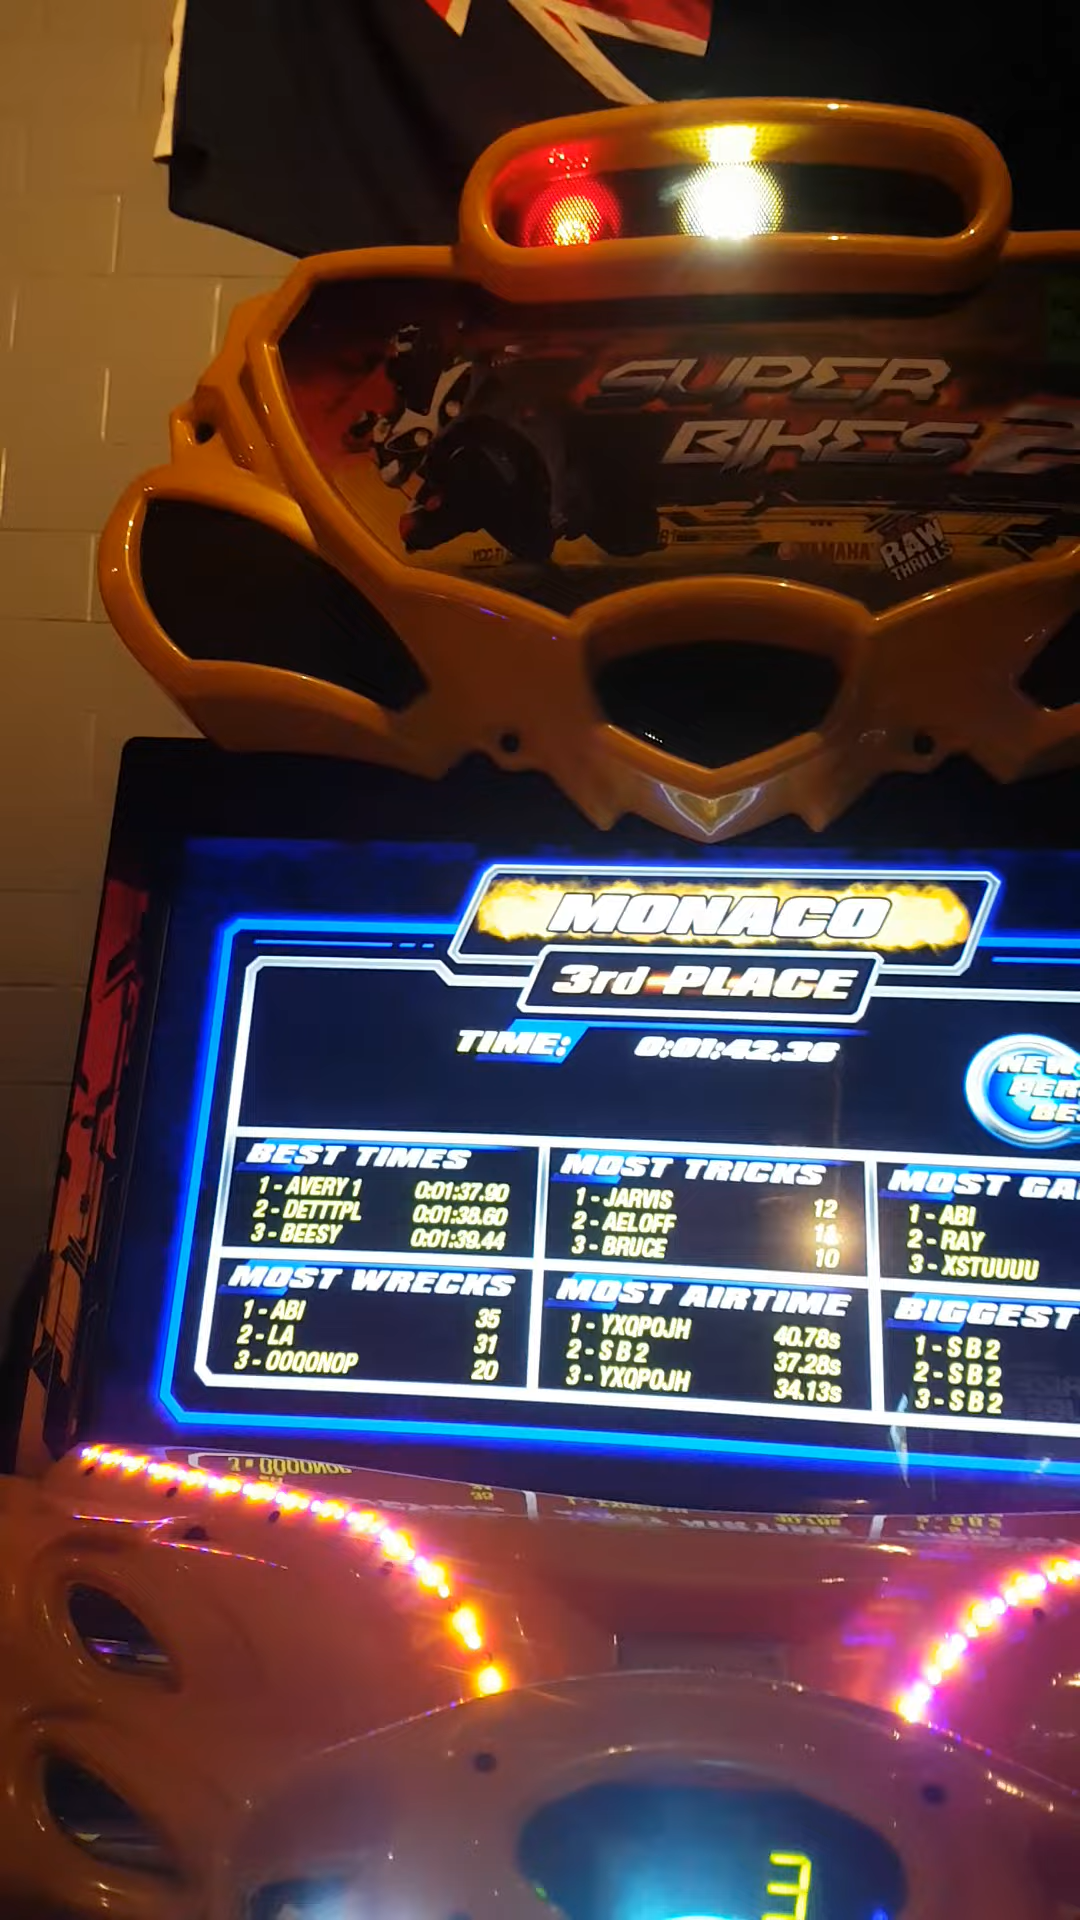 SUPER
BIKES 2
YAMAHA
RAW
THRILLS
MONACO
3rd PLACE
TIME: 0:01:42.36
NEW
BEST TIMES
1 - AVERY 1 0:01:37.90
2 - DETTTPL 0:01:38.60
3 - BEESY 0:01:39.44
MOST TRICKS
1 - JARVIS 12
2 - AELOFF
3 - BRUCE 10
MOST
1 - ABI
2 - RAY
3 - XSTUUUU
MOST WRECKS
1 - ABI 35
2 - LA 31
3 - OOQONOP 20
MOST AIRTIME
1 - YXQPOJH 40.78s
2 - S B 2 37.28s
3 - YXQPOJH 34.13s
BIGGEST
1 - S B 2
2 - S B 2
3 - S B 2
3